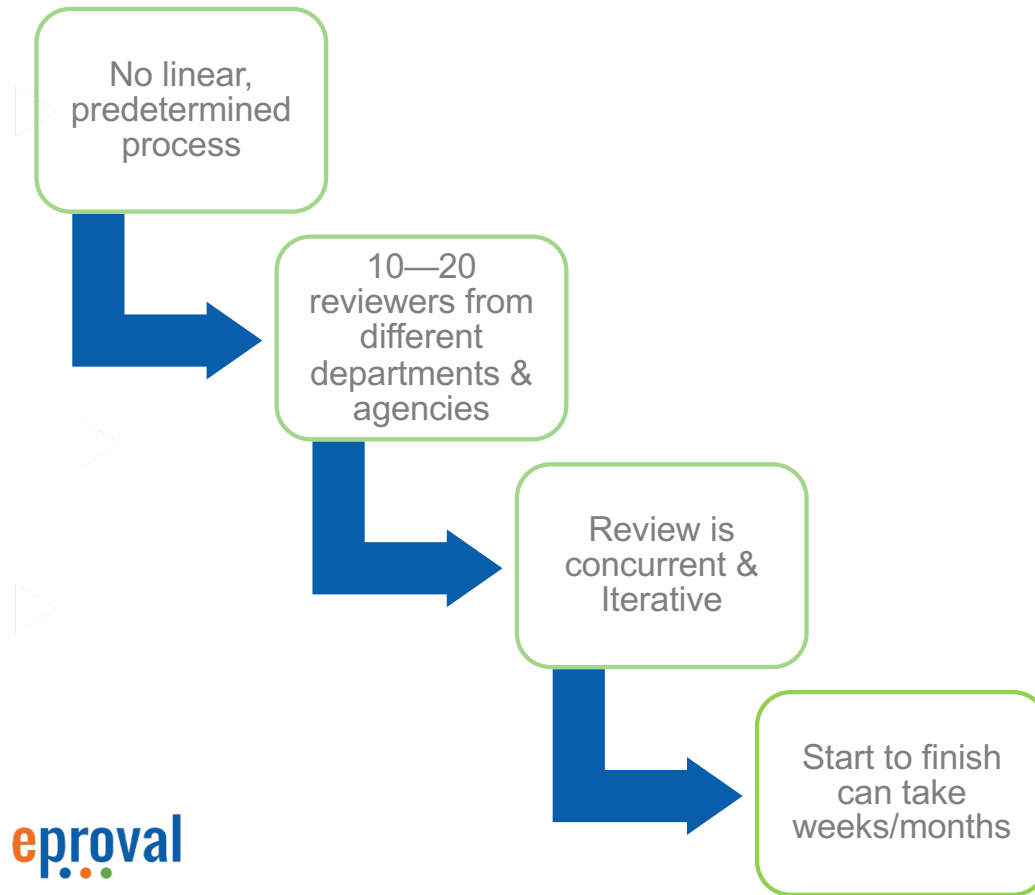 No linear,
predetermined
process
10—20
reviewers from
different
departments &
agencies
Review is
concurrent &
Iterative
Start to finish
can take
weeks/months
eproval